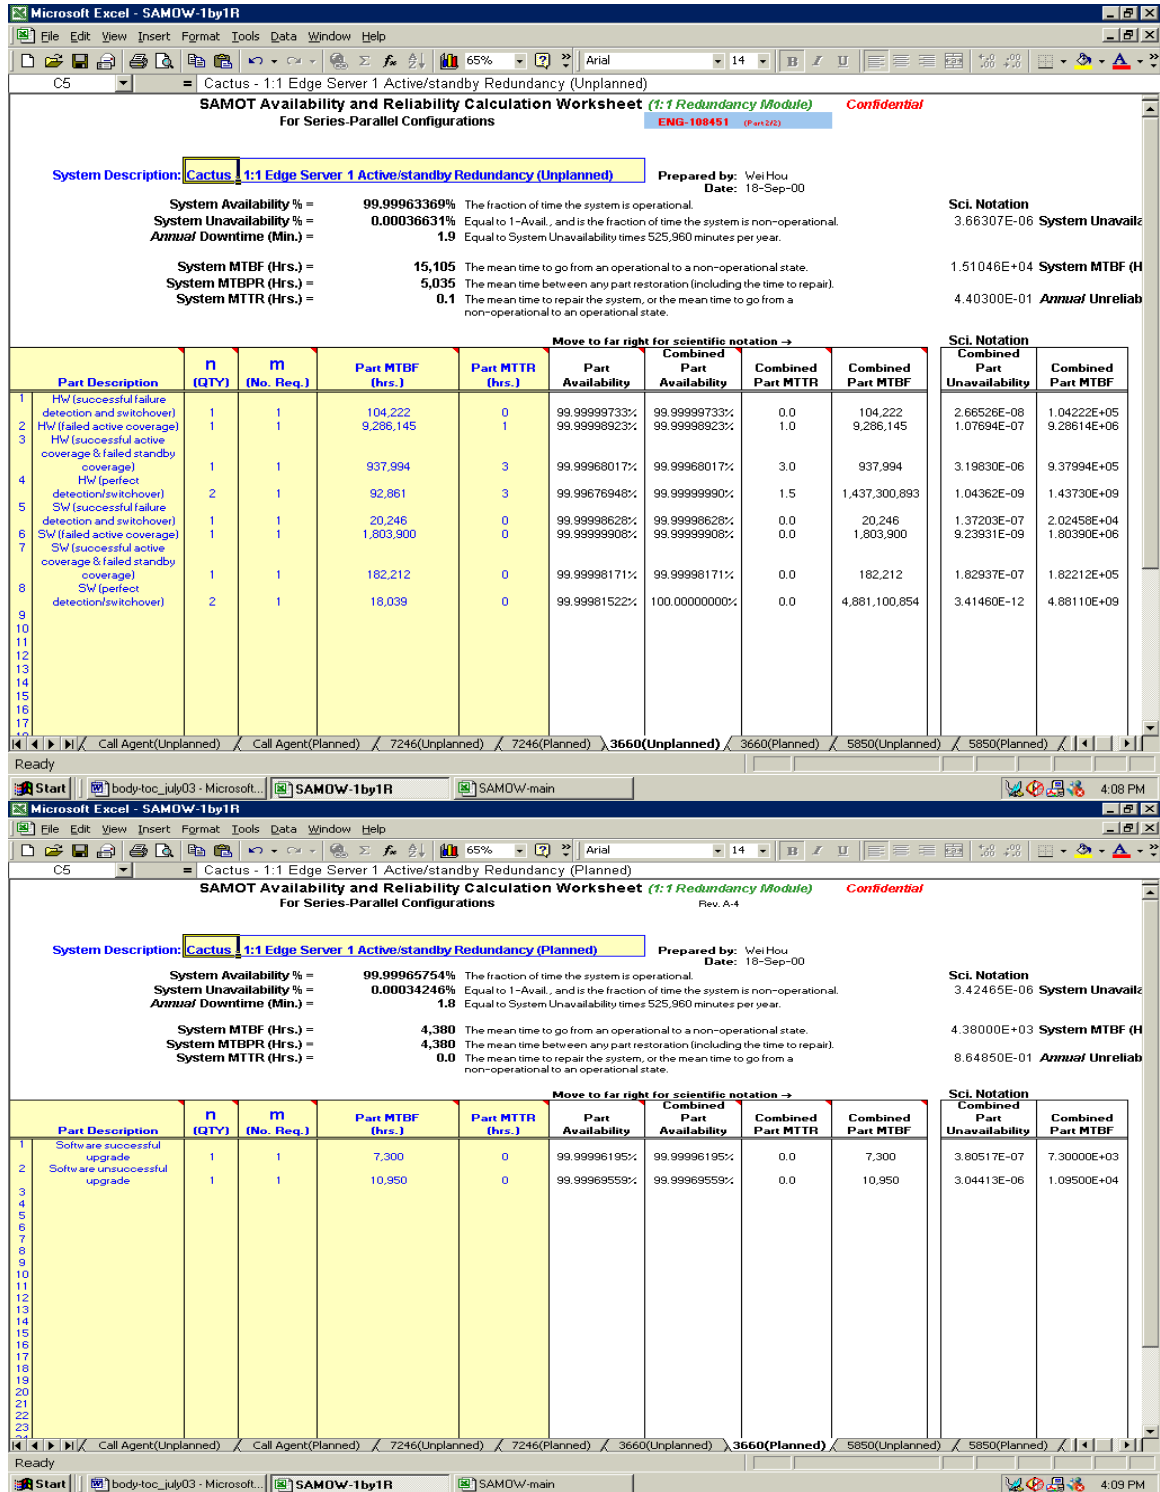 Microsoft Excel - SAMOW-1by1R
File Edit View Insert Format Tools Data Window Help
65% Arial 14 B I U
C5 = Cactus - 1:1 Edge Server 1 Active/standby Redundancy (Unplanned)
SAMOT Availability and Reliability Calculation Worksheet (1:1 Redundancy Module) Confidential
For Series-Parallel Configurations ENG-108451 (Part 2/2)
System Description: Cactus 1:1 Edge Server 1 Active/standby Redundancy (Unplanned) Prepared by: Wei Hou
Date: 18-Sep-00
System Availability % = 99.99963369% The fraction of time the system is operational. Sci. Notation
System Unavailability % = 0.00036631% Equal to 1-Avail., and is the fraction of time the system is non-operational. 3.66307E-06 System Unavaila
Annual Downtime (Min.) = 1.9 Equal to System Unavailability times 525,960 minutes per year.
System MTBF (Hrs.) = 15,105 The mean time to go from an operational to a non-operational state. 1.51046E+04 System MTBF (H
System MTBPR (Hrs.) = 5,035 The mean time between any part restoration (including the time to repair).
System MTTR (Hrs.) = 0.1 The mean time to repair the system, or the mean time to go from a 4.40300E-01 Annual Unreliab
non-operational to an operational state.
Move to far right for scientific notation → Sci. Notation
Part Description n (QTY) m (No. Req.) Part MTBF (hrs.) Part MTTR (hrs.) Part Availability Combined Part Availability Combined Part MTTR Combined Part MTBF Combined Part Unavailability Combined Part MTBF
1 HW (successful failure
detection and switchover) 1 1 104,222 0 99.99999733% 99.99999733% 0.0 104,222 2.66526E-08 1.04222E+05
2 HW (failed active coverage) 1 1 9,286,145 1 99.99998923% 99.99998923% 1.0 9,286,145 1.07694E-07 9.28614E+06
3 HW (successful active
coverage & failed standby
coverage) 1 1 937,994 3 99.99968017% 99.99968017% 3.0 937,994 3.19830E-06 9.37994E+05
4 HW (perfect
detection/switchover) 2 1 92,861 3 99.99676948% 99.99999990% 1.5 1,437,300,893 1.04362E-09 1.43730E+09
5 SW (successful failure
detection and switchover) 1 1 20,246 0 99.99998628% 99.99998628% 0.0 20,246 1.37203E-07 2.02458E+04
6 SW (failed active coverage) 1 1 1,803,900 0 99.99999908% 99.99999908% 0.0 1,803,900 9.23931E-09 1.80390E+06
7 SW (successful active
coverage & failed standby
coverage) 1 1 182,212 0 99.99998171% 99.99998171% 0.0 182,212 1.82937E-07 1.82212E+05
8 SW (perfect
detection/switchover) 2 1 18,039 0 99.99981522% 100.00000000% 0.0 4,881,100,854 3.41460E-12 4.88110E+09
9
10
11
12
13
14
15
16
17
Call Agent(Unplanned) Call Agent(Planned) 7246(Unplanned) 7246(Planned) 3660(Unplanned) 3660(Planned) 5850(Unplanned) 5850(Planned)
Ready
Start body-toc_july03 - Microsoft... SAMOW-1by1R SAMOW-main 4:08 PM
Microsoft Excel - SAMOW-1by1R
File Edit View Insert Format Tools Data Window Help
65% Arial 14 B I U
C5 = Cactus - 1:1 Edge Server 1 Active/standby Redundancy (Planned)
SAMOT Availability and Reliability Calculation Worksheet (1:1 Redundancy Module) Confidential
For Series-Parallel Configurations Rev. A-4
System Description: Cactus 1:1 Edge Server 1 Active/standby Redundancy (Planned) Prepared by: Wei Hou
Date: 18-Sep-00
System Availability % = 99.99965754% The fraction of time the system is operational. Sci. Notation
System Unavailability % = 0.00034246% Equal to 1-Avail., and is the fraction of time the system is non-operational. 3.42465E-06 System Unavaila
Annual Downtime (Min.) = 1.8 Equal to System Unavailability times 525,960 minutes per year.
System MTBF (Hrs.) = 4,380 The mean time to go from an operational to a non-operational state. 4.38000E+03 System MTBF (H
System MTBPR (Hrs.) = 4,380 The mean time between any part restoration (including the time to repair).
System MTTR (Hrs.) = 0.0 The mean time to repair the system, or the mean time to go from a 8.64850E-01 Annual Unreliab
non-operational to an operational state.
Move to far right for scientific notation → Sci. Notation
Part Description n (QTY) m (No. Req.) Part MTBF (hrs.) Part MTTR (hrs.) Part Availability Combined Part Availability Combined Part MTTR Combined Part MTBF Combined Part Unavailability Combined Part MTBF
1 Software successful
upgrade 1 1 7,300 0 99.99996195% 99.99996195% 0.0 7,300 3.80517E-07 7.30000E+03
2 Software unsuccessful
upgrade 1 1 10,950 0 99.99969559% 99.99969559% 0.0 10,950 3.04413E-06 1.09500E+04
3
4
5
6
7
8
9
10
11
12
13
14
15
16
17
18
19
20
21
22
23
Call Agent(Unplanned) Call Agent(Planned) 7246(Unplanned) 7246(Planned) 3660(Unplanned) 3660(Planned) 5850(Unplanned) 5850(Planned)
Ready
Start body-toc_july03 - Microsoft... SAMOW-1by1R SAMOW-main 4:09 PM